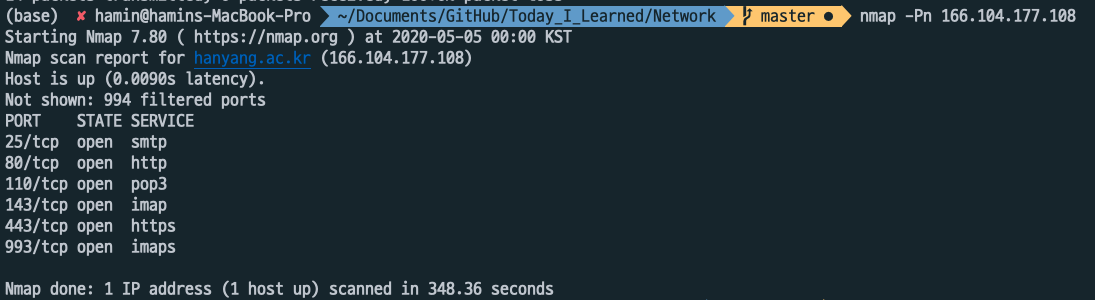 (base) ✘ hamin@hamins-MacBook-Pro ~/Documents/GitHub/Today_I_Learned/Network master ● nmap -Pn 166.104.177.108
Starting Nmap 7.80 ( https://nmap.org ) at 2020-05-05 00:00 KST
Nmap scan report for hanyang.ac.kr (166.104.177.108)
Host is up (0.0090s latency).
Not shown: 994 filtered ports
PORT    STATE SERVICE
25/tcp  open  smtp
80/tcp  open  http
110/tcp open  pop3
143/tcp open  imap
443/tcp open  https
993/tcp open  imaps
Nmap done: 1 IP address (1 host up) scanned in 348.36 seconds